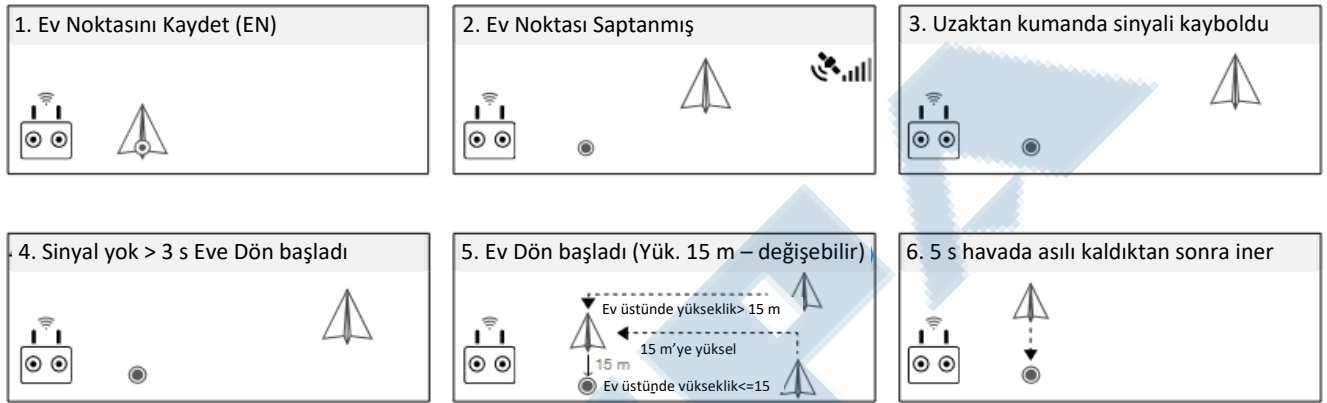 1. Ev Noktasını Kaydet (EN)
2. Ev Noktası Saptanmış
3. Uzaktan kumanda sinyali kayboldu
4. Sinyal yok > 3 s Eve Dön başladı
5. Ev Dön başladı (Yük. 15 m – değişebilir)
Ev üstünde yükseklik> 15 m
15 m’ye yüksel
15 m
Ev üstünde vükseklik<=15
6. 5 s havada asılı kaldıktan sonra iner